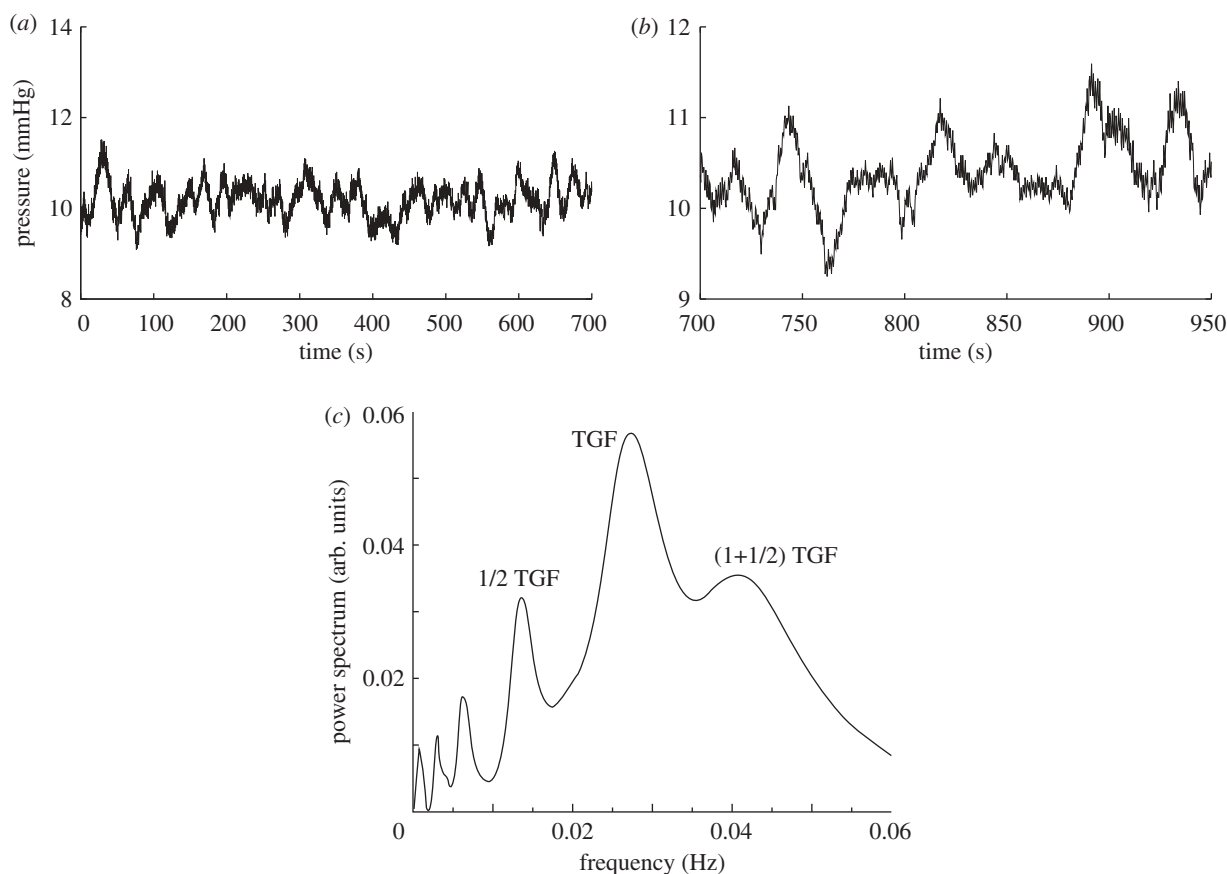 (a)
14
12
10
8
pressure (mmHg)
0 100 200 300 400 500 600 700
time (s)
(b)
12
11
10
9
700 750 800 850 900 950
time (s)
(c)
0.06
0.04
0.02
power spectrum (arb. units)
TGF
(1+1/2) TGF
1/2 TGF
0 0.02 0.04 0.06
frequency (Hz)